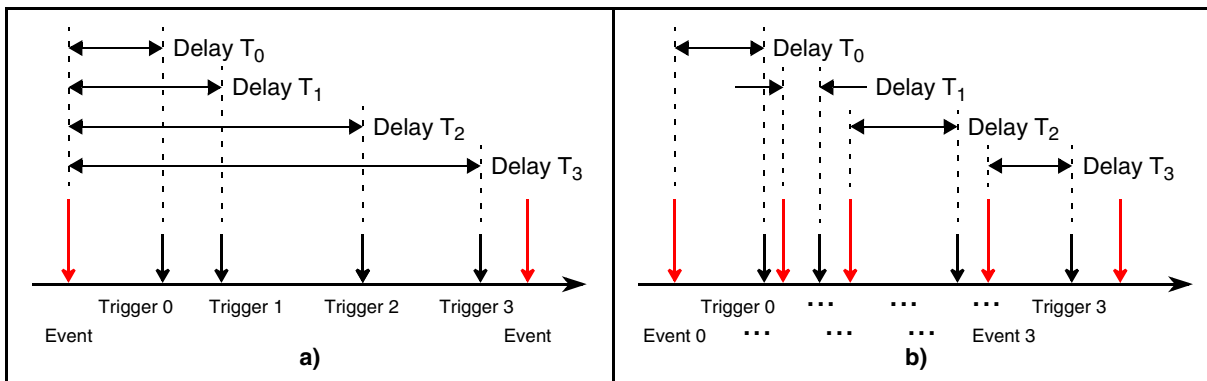 Delay T0
Delay T1
Delay T2
Delay T3
Trigger 0 Trigger 1 Trigger 2 Trigger 3
Event Event
a)
Delay T0
Delay T1
Delay T2
Delay T3
Trigger 0 ... ... ... Trigger 3
Event 0 ... ... ... Event 3
b)